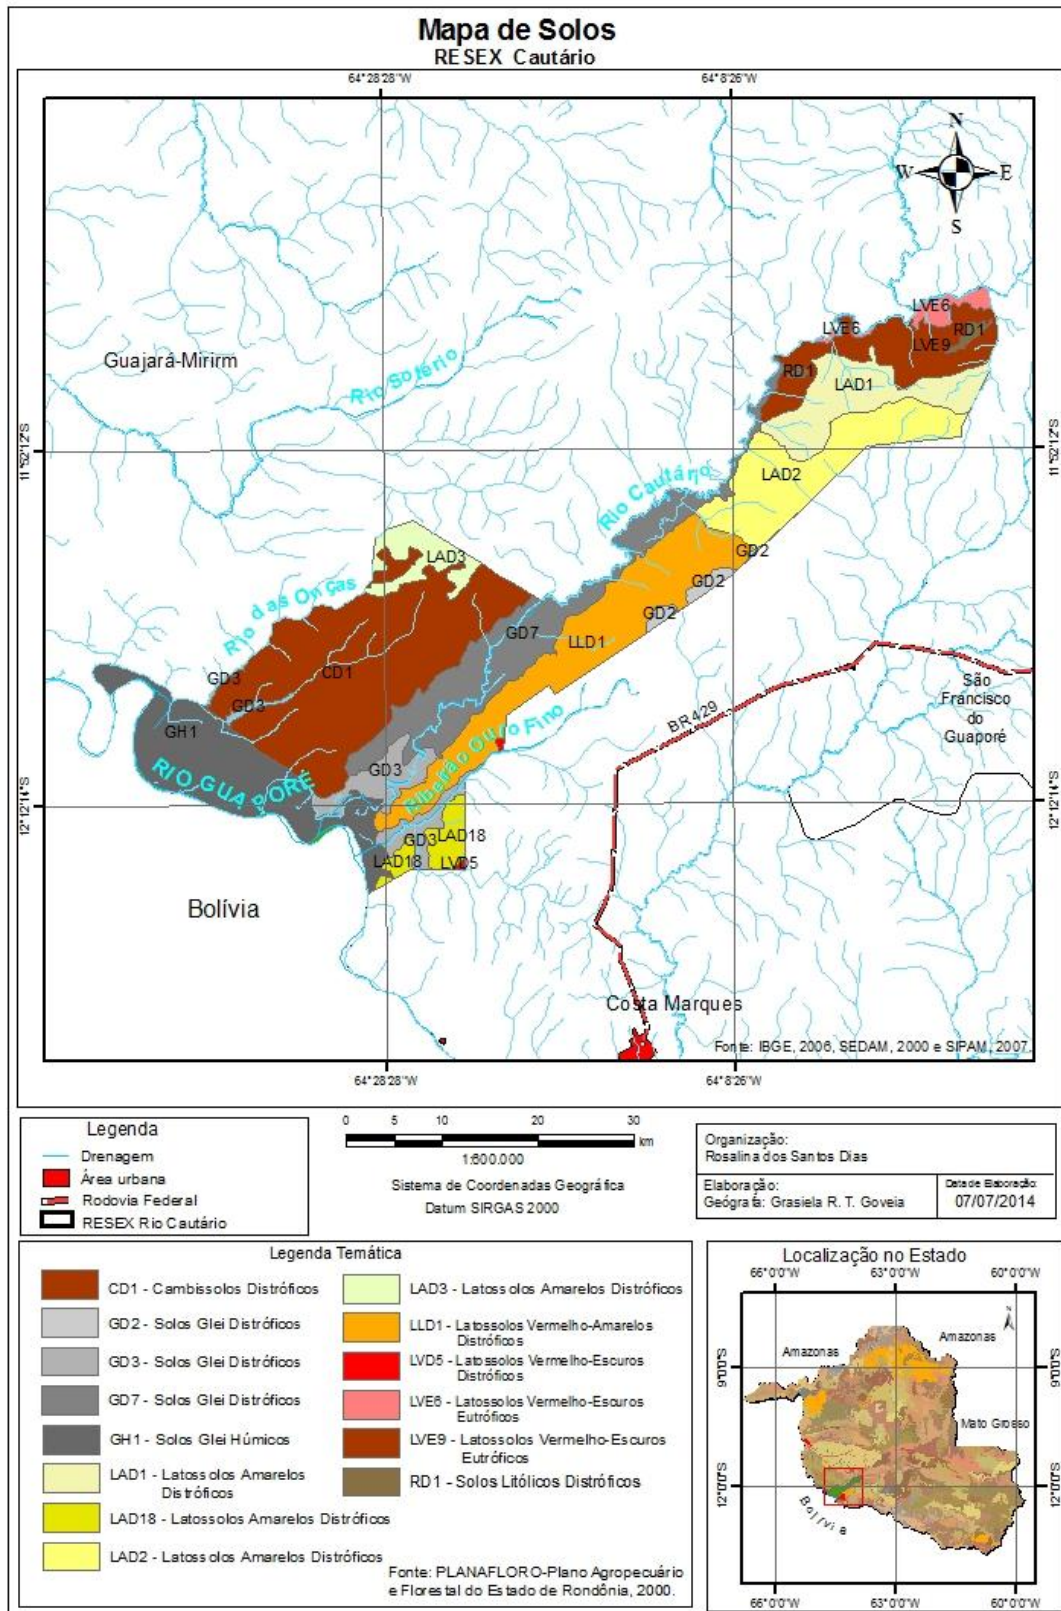 Mapa de Solos
RESEX Cautário
64°28'28"W
64°8'26"W
N
W
E
S
Guajará-Mirirm
Rio Sotério
LVE6
LVE6
RD1
LVE9
RD1
LAD1
11°52'12"S
11°52'12"S
LAD2
Rio Cautário
LAD3
GD2
GD2
GD2
Rio das Onças
GD7
LLD1
GD3
CD1
GD3
GH1
RIO GUAPORÉ
GD3
Ribeirão Ouro Fino
BR429
São
Francisco
do
Guaporé
12°12'14"S
12°12'14"S
LAD18
GD3
LAD18
LVD5
Bolívia
Costa Marques
Fonte: IBGE, 2006, SEDAM, 2000 e SIPAM, 2007.
64°28'28"W
64°8'26"W
Legenda
Drenagem
Área urbana
Rodovia Federal
RESEX Rio Cautário
0 5 10 20 30
km
1:600.000
Sistema de Coordenadas Geográfica
Datum SIRGAS 2000
Organização:
Rosalina dos Santos Dias
Elaboração:
Geógrafa: Grasiela R. T. Goveia
Data de Elaboração:
07/07/2014
Legenda Temática
CD1 - Cambissolos Distróficos
GD2 - Solos Glei Distróficos
GD3 - Solos Glei Distróficos
GD7 - Solos Glei Distróficos
GH1 - Solos Glei Húmicos
LAD1 - Latossolos Amarelos
Distróficos
LAD18 - Latossolos Amarelos Distróficos
LAD2 - Latossolos Amarelos Distróficos
LAD3 - Latossolos Amarelos Distróficos
LLD1 - Latossolos Vermelho-Amarelos
Distróficos
LVD5 - Latossolos Vermelho-Escuros
Distróficos
LVE6 - Latossolos Vermelho-Escuros
Eutróficos
LVE9 - Latossolos Vermelho-Escuros
Eutróficos
RD1 - Solos Litólicos Distróficos
Fonte: PLANAFLORO-Plano Agropecuário
e Florestal do Estado de Rondônia, 2000.
Localização no Estado
66°0'0"W
63°0'0"W
60°0'0"W
N
Amazonas
Amazonas
9°0'0"S
9°0'0"S
Mato Grosso
12°0'0"S
12°0'0"S
Bolívia
66°0'0"W
63°0'0"W
60°0'0"W